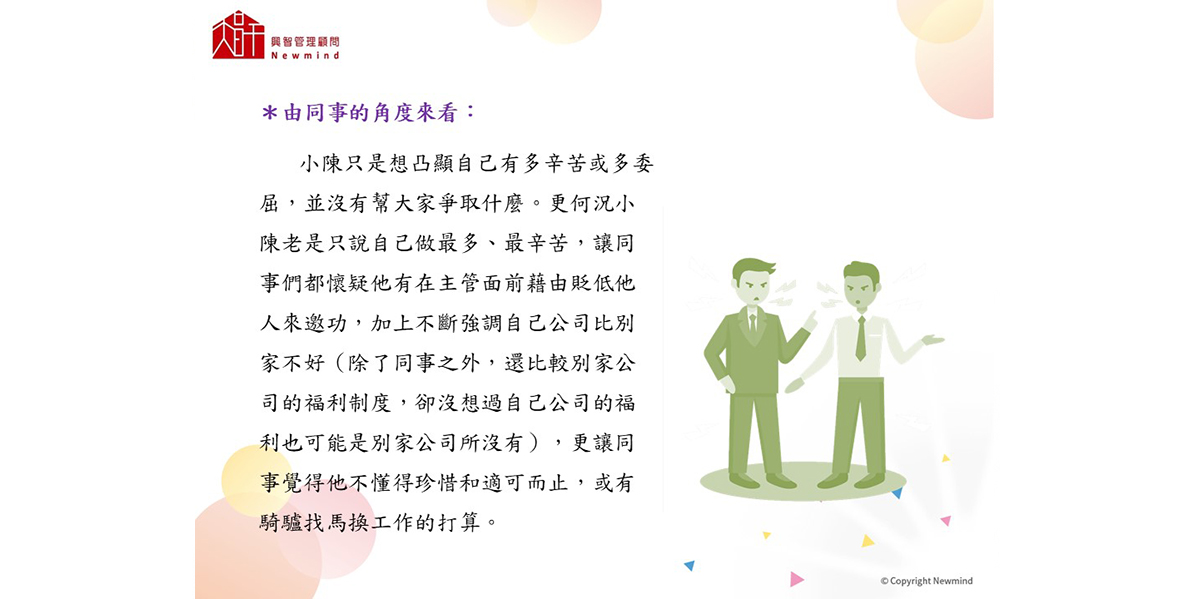 興智管理顧問
Newmind
＊由同事的角度來看：
小陳只是想凸顯自己有多辛苦或多委
屈，並沒有幫大家爭取什麼。更何況小
陳老是只說自己做最多、最辛苦，讓同
事們都懷疑他有在主管面前藉由貶低他
人來邀功，加上不斷強調自己公司比別
家不好（除了同事之外，還比較別家公
司的福利制度，卻沒想過自己公司的福
利也可能是別家公司所沒有），更讓同
事覺得他不懂得珍惜和適可而止，或有
騎驢找馬換工作的打算。
© Copyright Newmind